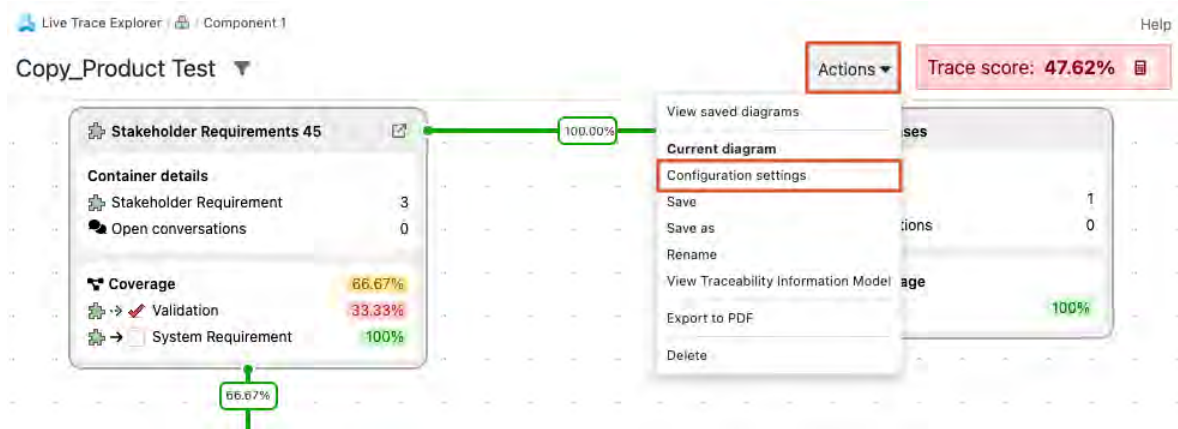 Live Trace Explorer / / Component 1
Help
Copy_Product Test
Actions
Trace score: 47.62%
Stakeholder Requirements 45
100.00%
Container details
Stakeholder Requirement 3
Open conversations 0
Coverage 66.67%
Validation 33.33%
System Requirement 100%
66.67%
View saved diagrams
Current diagram
Configuration settings
Save
Save as
Rename
View Traceability Information Model
Export to PDF
Delete
ses
1
tions 0
age
100%